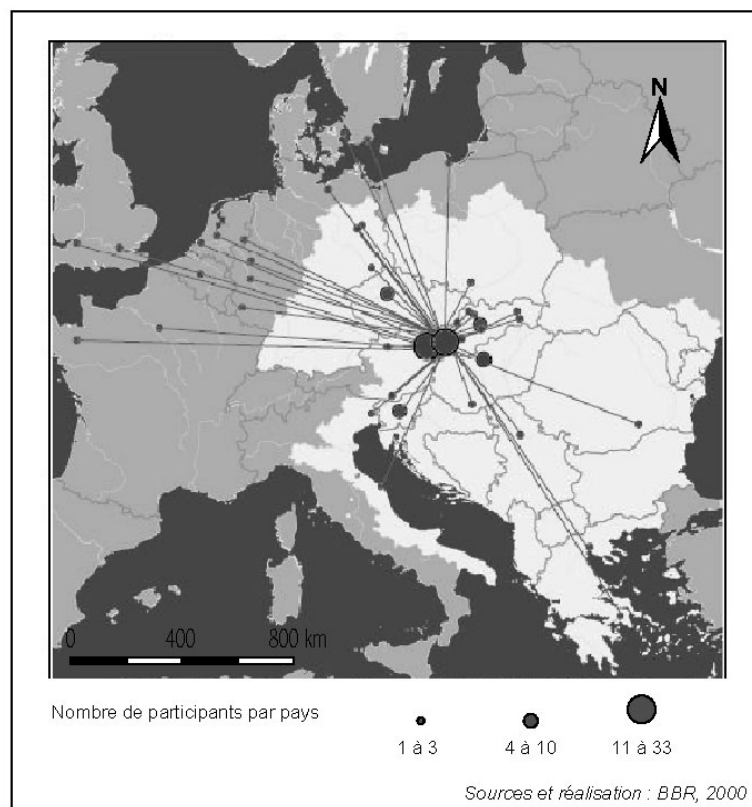 N
0 400 800 km
Nombre de participants par pays
1 à 3 4 à 10 11 à 33
Sources et réalisation : BBR, 2000